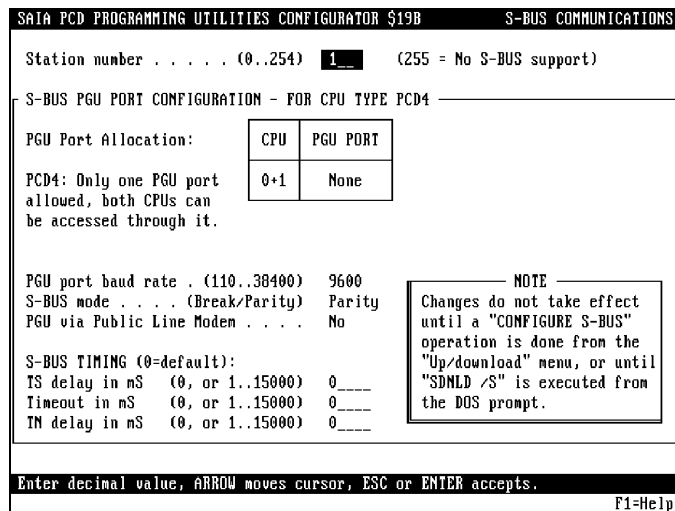 SAIA PCD PROGRAMMING UTILITIES CONFIGURATOR $19B S-BUS COMMUNICATIONS
Station number . . . . . (0..254) 1__ (255 = No S-BUS support)
S-BUS PGU PORT CONFIGURATION - FOR CPU TYPE PCD4
PGU Port Allocation: CPU PGU PORT
PCD4: Only one PGU port 0+1 None
allowed, both CPUs can
be accessed through it.
PGU port baud rate . (110..38400) 9600
S-BUS mode . . . . (Break/Parity) Parity
PGU via Public Line Modem . . . . No
S-BUS TIMING (0=default):
TS delay in mS (0, or 1..15000) 0____
Timeout in mS (0, or 1..15000) 0____
TN delay in mS (0, or 1..15000) 0____
NOTE
Changes do not take effect
until a "CONFIGURE S-BUS"
operation is done from the
"Up/download" menu, or until
"SDNLD /S" is executed from
the DOS prompt.
Enter decimal value, ARROW moves cursor, ESC or ENTER accepts.
F1=Help